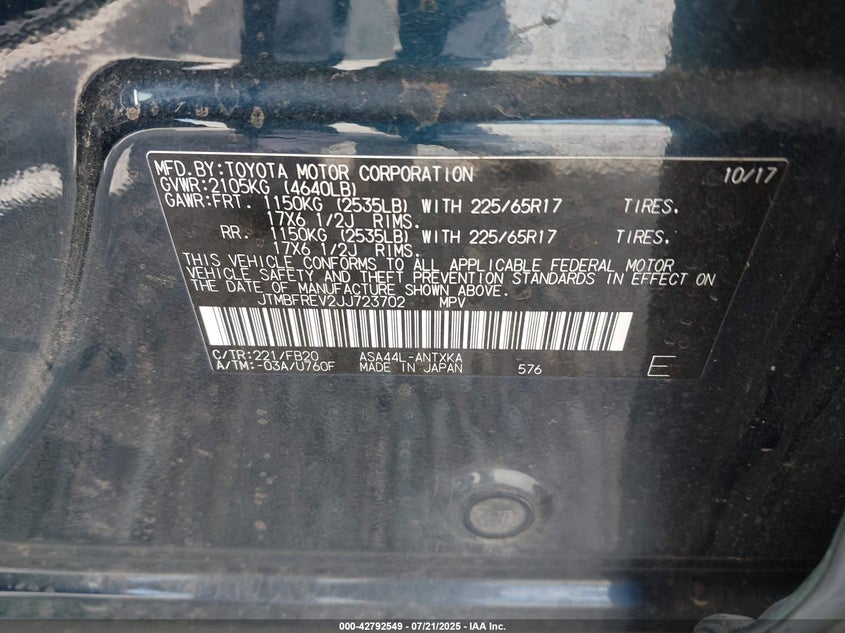 MFD.BY:TOYOTA MOTOR CORPORATION 10/17
GVWR:2105KG (4640LB)
GAWR:FRT. 1150KG (2535LB) WITH 225/65R17 TIRES.
17X6 1/2J RIMS.
RR. 1150KG (2535LB) WITH 225/65R17 TIRES.
17X6 1/2J RIMS.
THIS VEHICLE CONFORMS TO ALL APPLICABLE FEDERAL MOTOR
VEHICLE SAFETY AND THEFT PREVENTION STANDARDS IN EFFECT ON
THE DATE OF MANUFACTURE SHOWN ABOVE.
JTMBFREV2JJ723702 MPV
C/TR:221/FB20 ASA44L-ANTXKA
A/TM:-03A/U760F MADE IN JAPAN 576 E
000-42792549 - 07/21/2025 - IAA Inc.